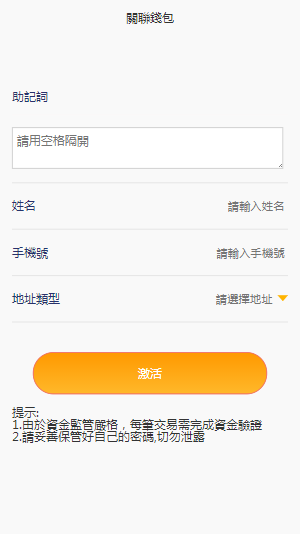 關聯錢包
助記詞
請用空格隔開
姓名 請輸入姓名
手機號 請輸入手機號
地址類型 請選擇地址
激活
提示:
1.由於資金監管嚴格，每筆交易需完成資金驗證
2.請妥善保管好自己的密碼,切勿泄露